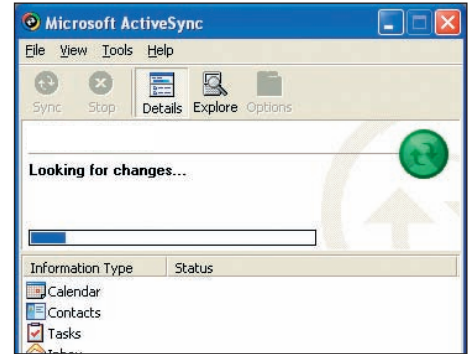 Microsoft ActiveSync
File View Tools Help
Sync Stop Details Explore Options
Looking for changes...
Information Type Status
Calendar
Contacts
Tasks
Inbox